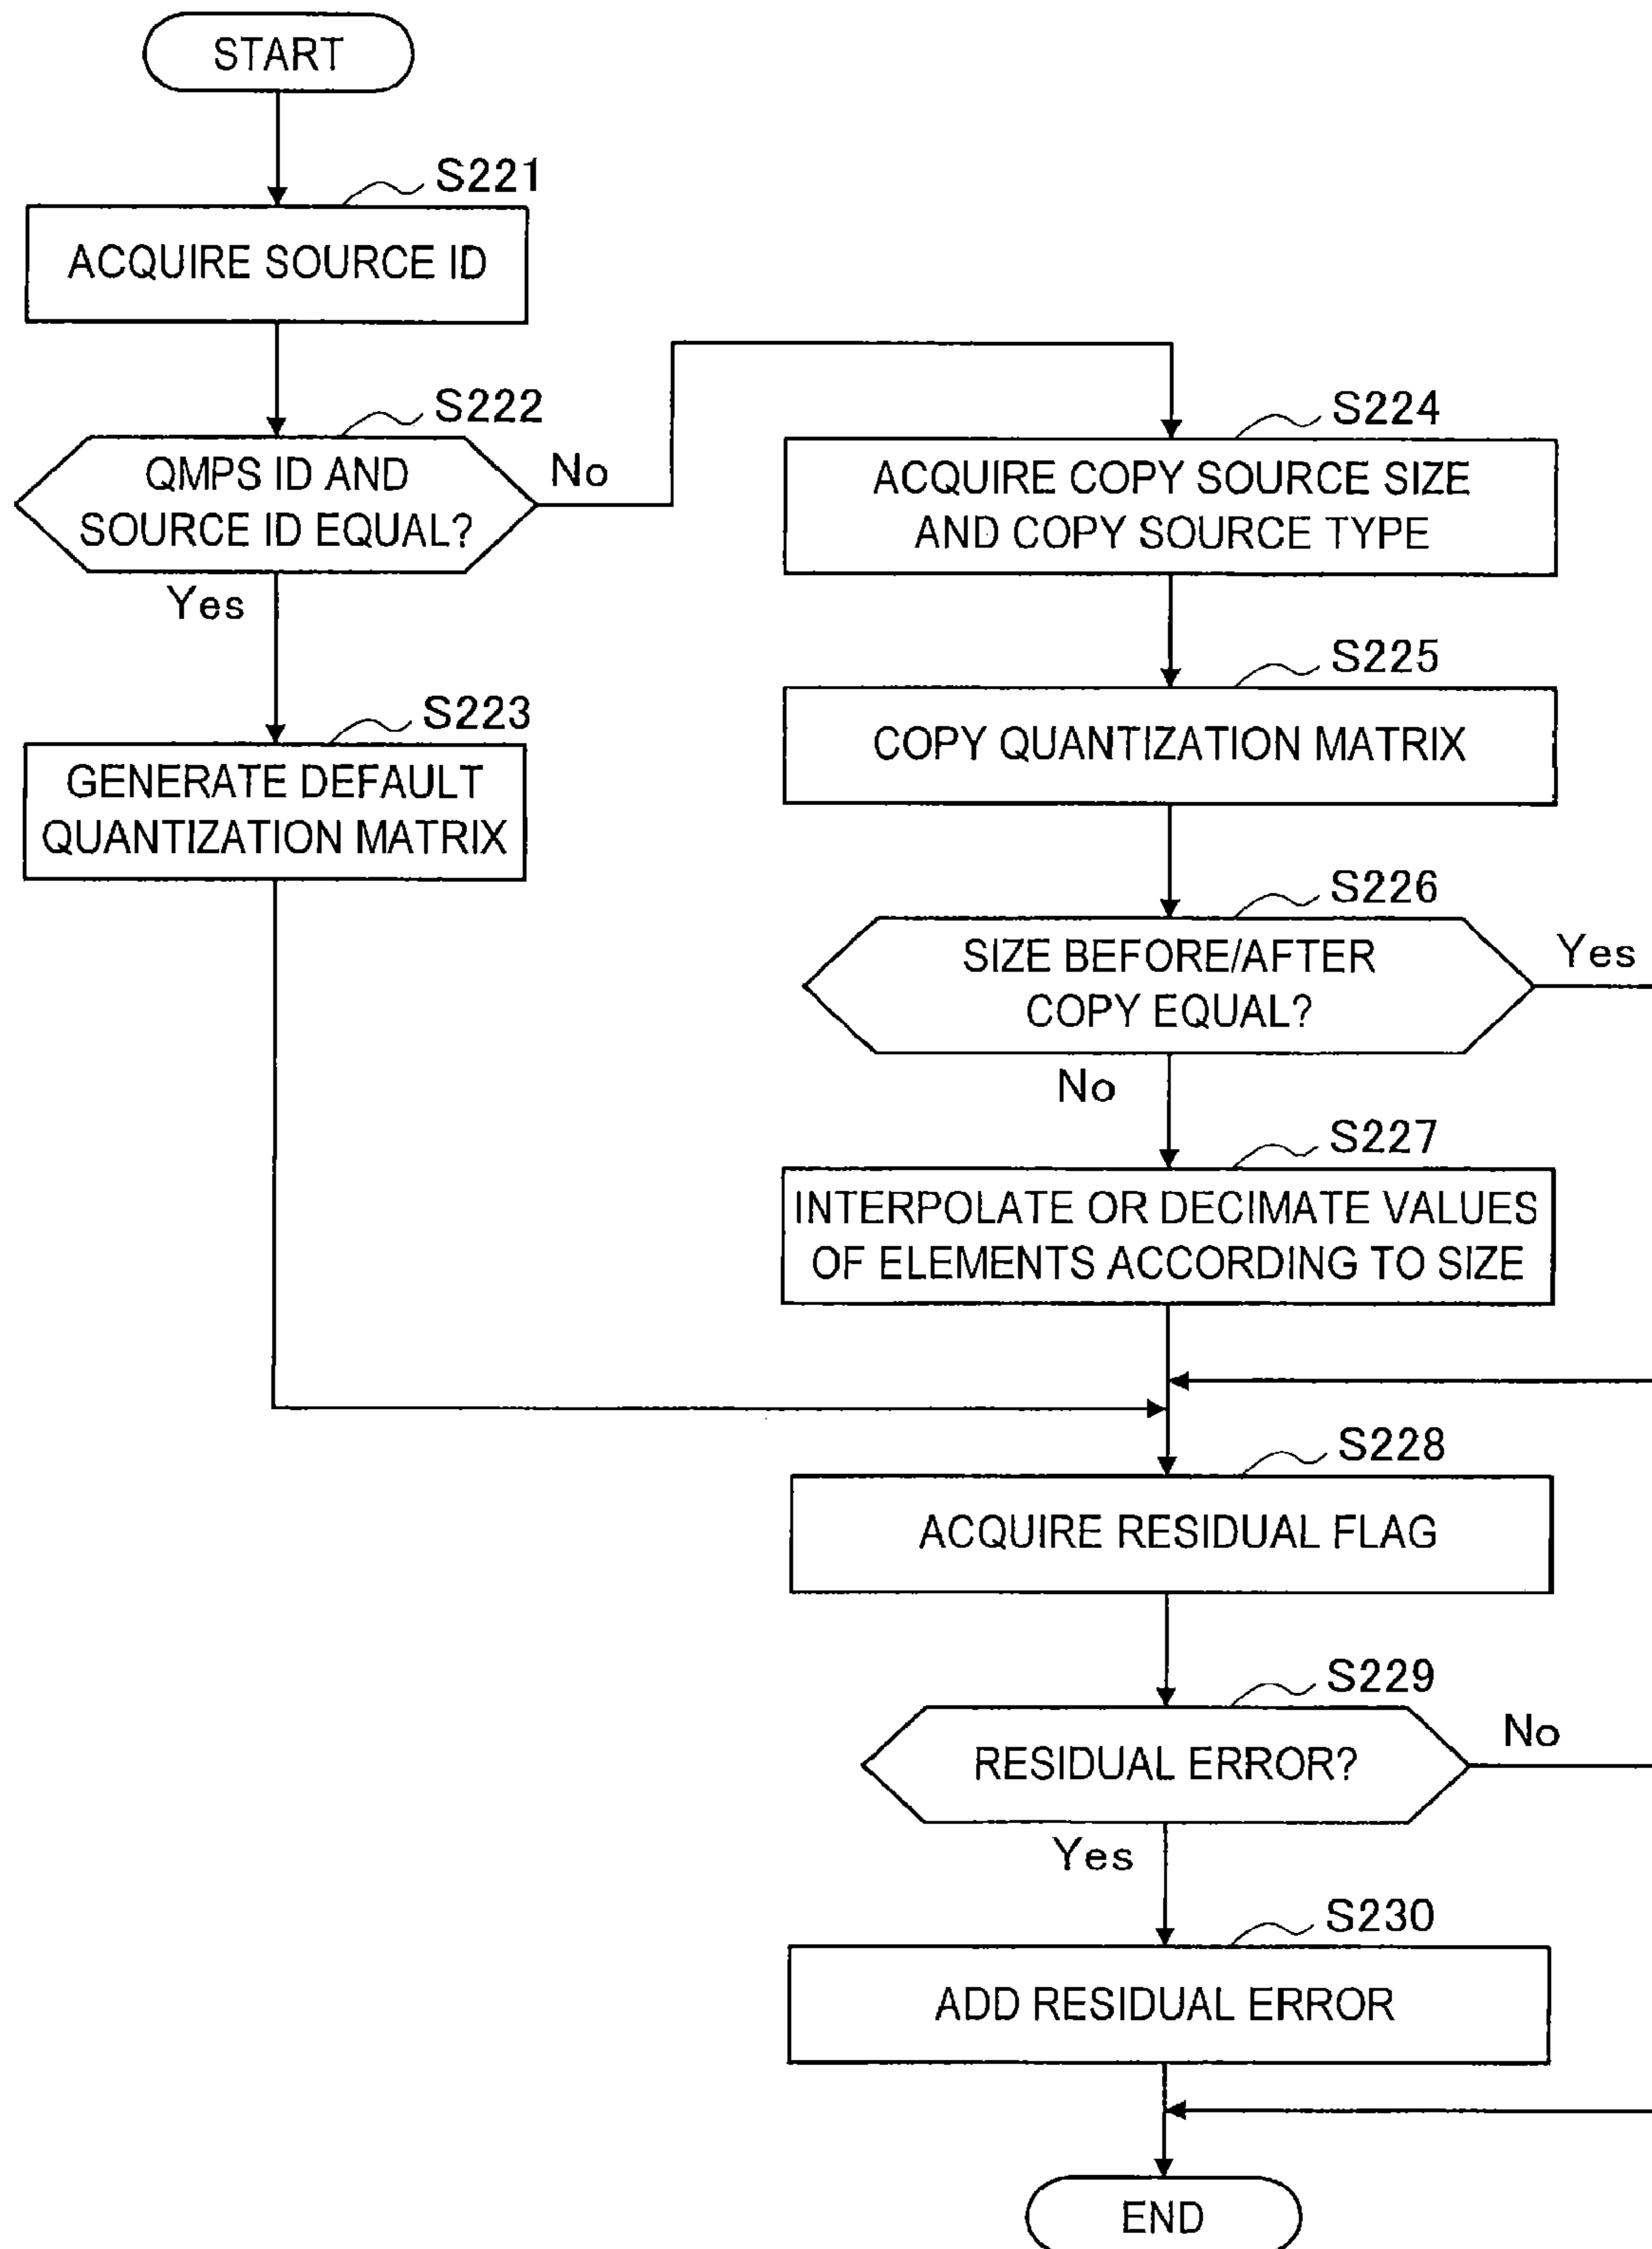 START
S221
ACQUIRE SOURCE ID
S222
QMPS ID AND
SOURCE ID EQUAL?
No
Yes
S223
GENERATE DEFAULT
QUANTIZATION MATRIX
S224
ACQUIRE COPY SOURCE SIZE
AND COPY SOURCE TYPE
S225
COPY QUANTIZATION MATRIX
S226
SIZE BEFORE/AFTER
COPY EQUAL?
Yes
No
S227
INTERPOLATE OR DECIMATE VALUES
OF ELEMENTS ACCORDING TO SIZE
S228
ACQUIRE RESIDUAL FLAG
S229
RESIDUAL ERROR?
No
Yes
S230
ADD RESIDUAL ERROR
END